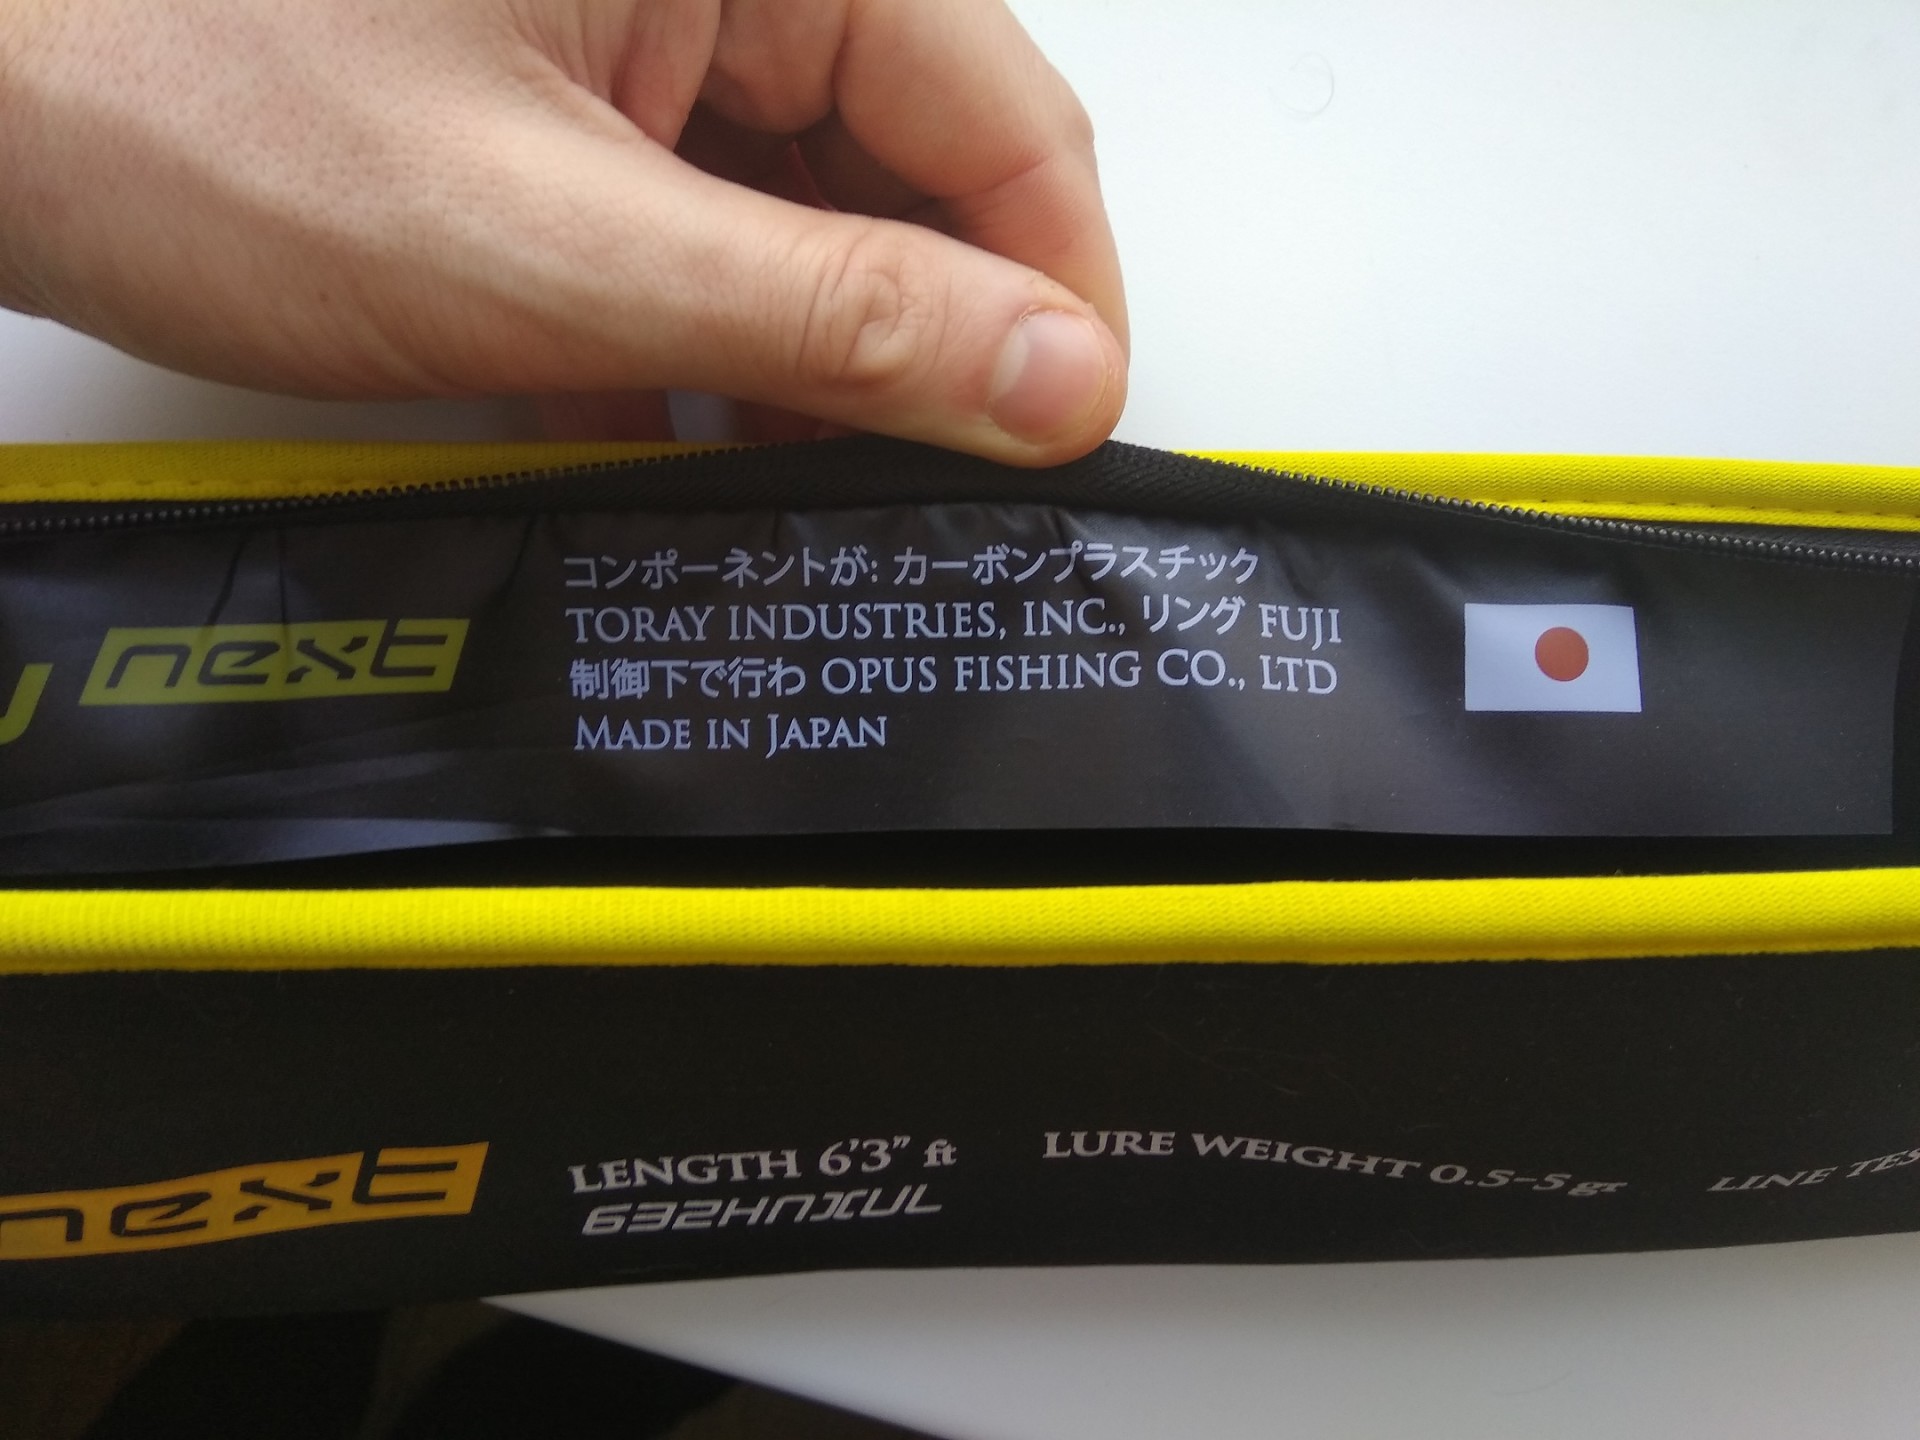 next
コンポーネントが: カーボンプラスチック
TORAY INDUSTRIES, INC., リング FUJI
制御下で行わ OPUS FISHING CO., LTD
MADE IN JAPAN
next
LENGTH 6'3" ft
632HNXUL
LURE WEIGHT 0.5-5 gr
LINE